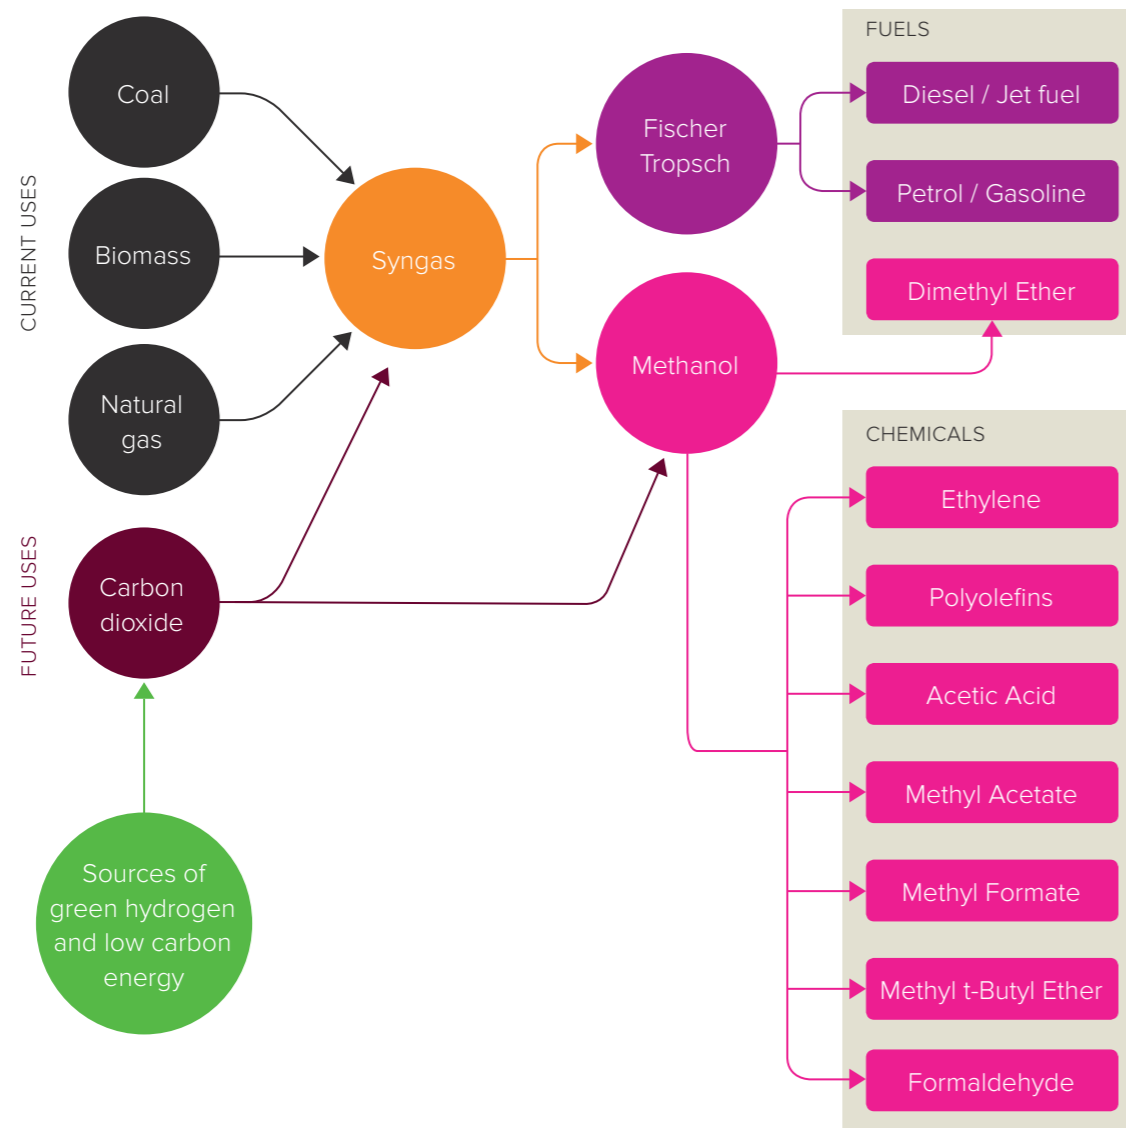 CURRENT USES
Coal
Biomass
Natural
gas
FUTURE USES
Carbon
dioxide
Sources of
green hydrogen
and low carbon
energy
Syngas
Fischer
Tropsch
Methanol
FUELS
Diesel / Jet fuel
Petrol / Gasoline
Dimethyl Ether
CHEMICALS
Ethylene
Polyolefins
Acetic Acid
Methyl Acetate
Methyl Formate
Methyl t-Butyl Ether
Formaldehyde